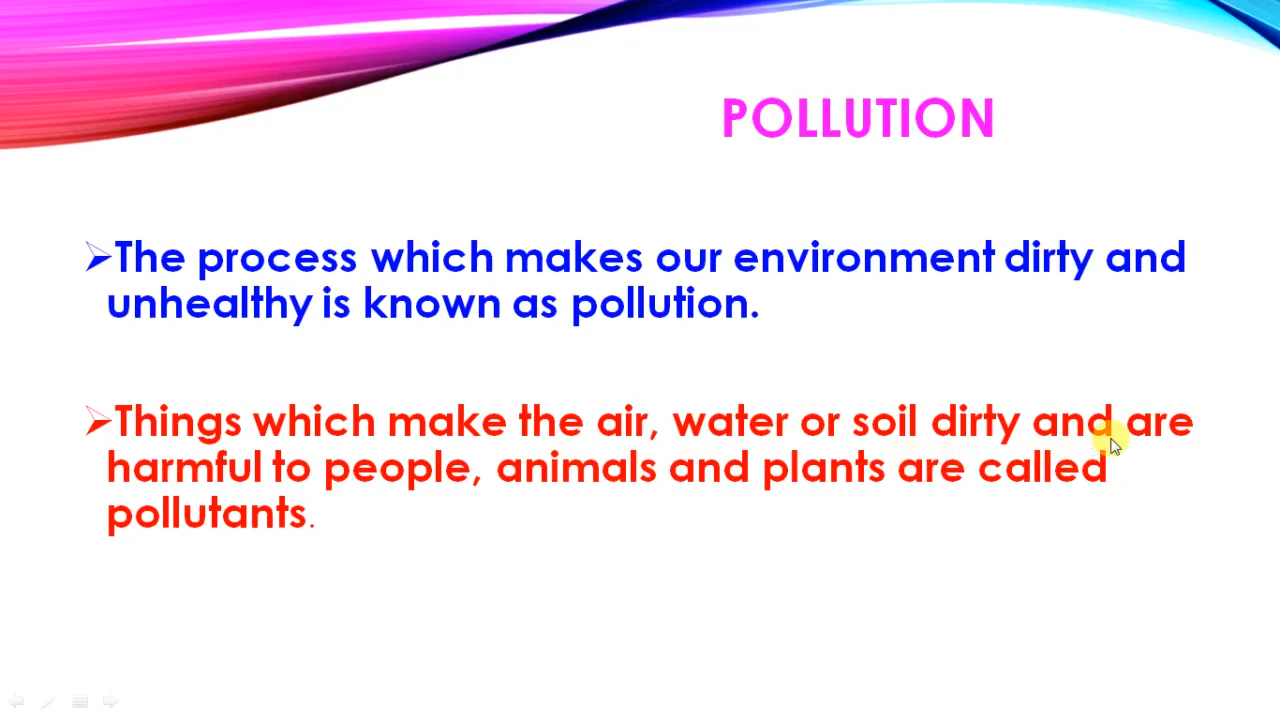 POLLUTION
➢The process which makes our environment dirty and
unhealthy is known as pollution.
➢Things which make the air, water or soil dirty and are
harmful to people, animals and plants are called
pollutants.